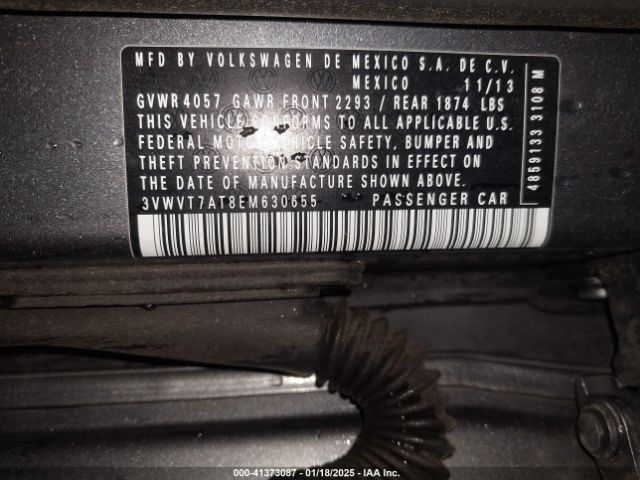 MFD BY VOLKSWAGEN DE MEXICO S.A. DE C.V.
MEXICO 11/13
GVWR 4057 GAWR FRONT 2293 / REAR 1874 LBS
THIS VEHICLE CONFORMS TO ALL APPLICABLE U.S.
FEDERAL MOTOR VEHICLE SAFETY, BUMPER AND
THEFT PREVENTION STANDARDS IN EFFECT ON
THE DATE OF MANUFACTURE SHOWN ABOVE.
3VWVT7AT8EM630655 PASSENGER CAR
4859133 3108 M
000-41373087 - 01/18/2025 - IAA Inc.